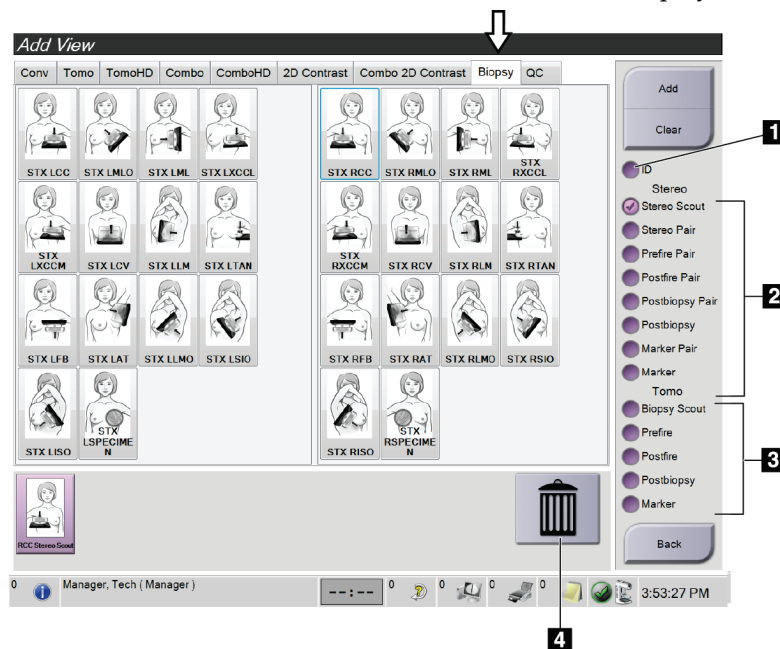 Add View
Conv Tomo TomoHD Combo ComboHD 2D Contrast Combo 2D Contrast Biopsy QC
STX LCC STX LMLO STX LML STX LXCCL
STX RCC STX RMLO STX RML STX RXCCL
STX LXCCM STX LCV STX LLM STX LTAN
STX RXCCM STX RCV STX RLM STX RTAN
STX LFB STX LAT STX LLMO STX LSIO
STX RFB STX RAT STX RLMO STX RSIO
STX LISO STX LSPECIMEN
STX RISO STX RSPECIMEN
RCC Stereo Scout
Add
Clear
1
ID
Stereo
Stereo Scout
Stereo Pair
Prefire Pair
Postfire Pair
Postbiopsy Pair
2
Postbiopsy
Marker Pair
Marker
Tomo
Biopsy Scout
Prefire
Postfire
3
Postbiopsy
Marker
Back
0 Manager, Tech ( Manager ) --:-- 0 0 0 0 3:53:27 PM
4